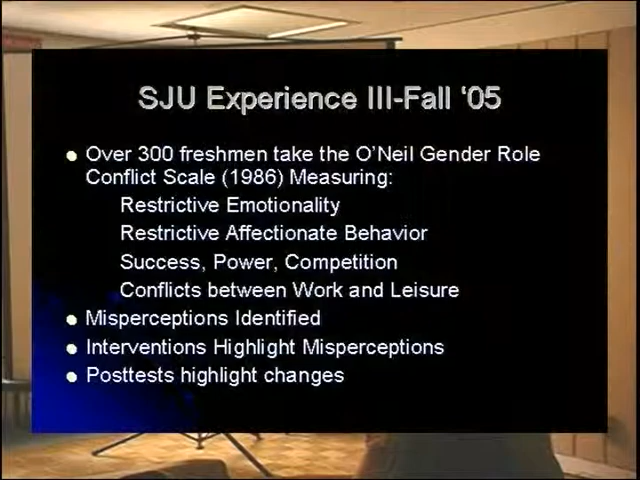 SJU Experience III-Fall '05
Over 300 freshmen take the O'Neil Gender Role
Conflict Scale (1986) Measuring:
Restrictive Emotionality
Restrictive Affectionate Behavior
Success, Power, Competition
Conflicts between Work and Leisure
Misperceptions Identified
Interventions Highlight Misperceptions
Posttests highlight changes